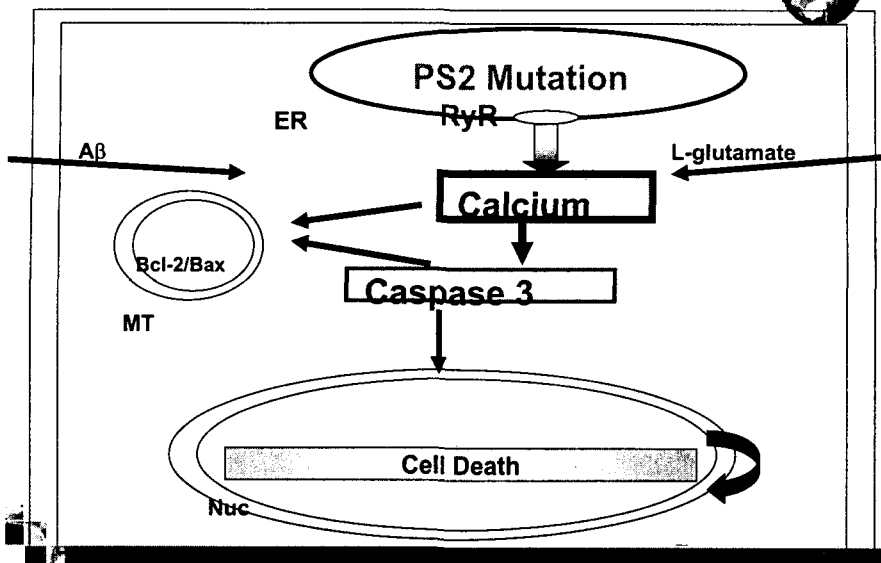 PS2 Mutation
ER
RyR
Aβ
L-glutamate
Calcium
Bcl-2/Bax
Caspase 3
MT
Cell Death
Nuc